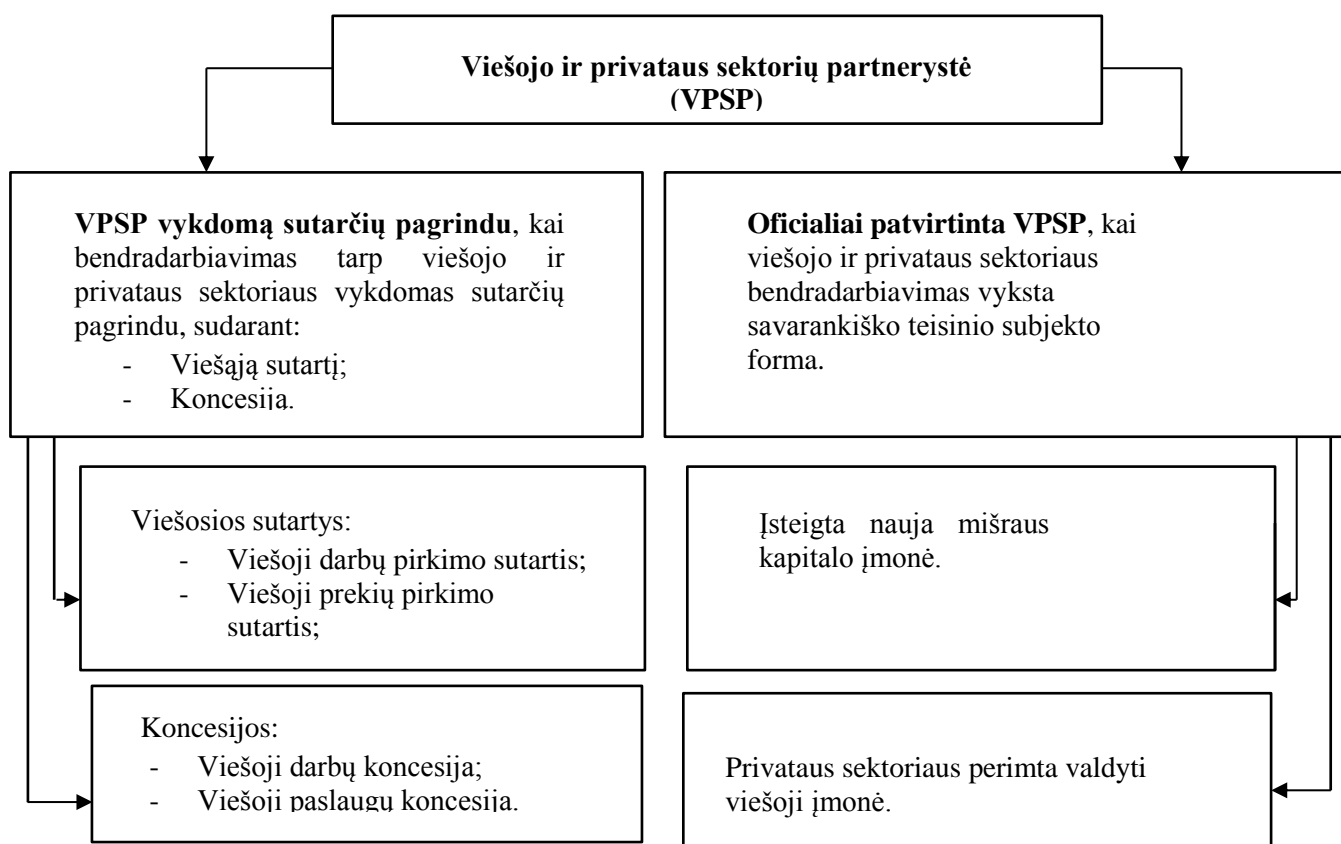 Viešojo ir privataus sektorių partnerystė
(VPSP)
VPSP vykdomą sutarčių pagrindu, kai
bendradarbiavimas tarp viešojo ir
privataus sektoriaus vykdomas sutarčių
pagrindu, sudarant:
- Viešąją sutartį;
- Koncesiją.
Oficialiai patvirtinta VPSP, kai
viešojo ir privataus sektoriaus
bendradarbiavimas vyksta
savarankiško teisinio subjekto
forma.
Viešosios sutartys:
- Viešoji darbų pirkimo sutartis;
- Viešoji prekių pirkimo
sutartis;
Įsteigta nauja mišraus
kapitalo įmonė.
Koncesijos:
- Viešoji darbų koncesija;
- Viešoji paslaugų koncesija.
Privataus sektoriaus perimta valdyti
viešoji įmonė.